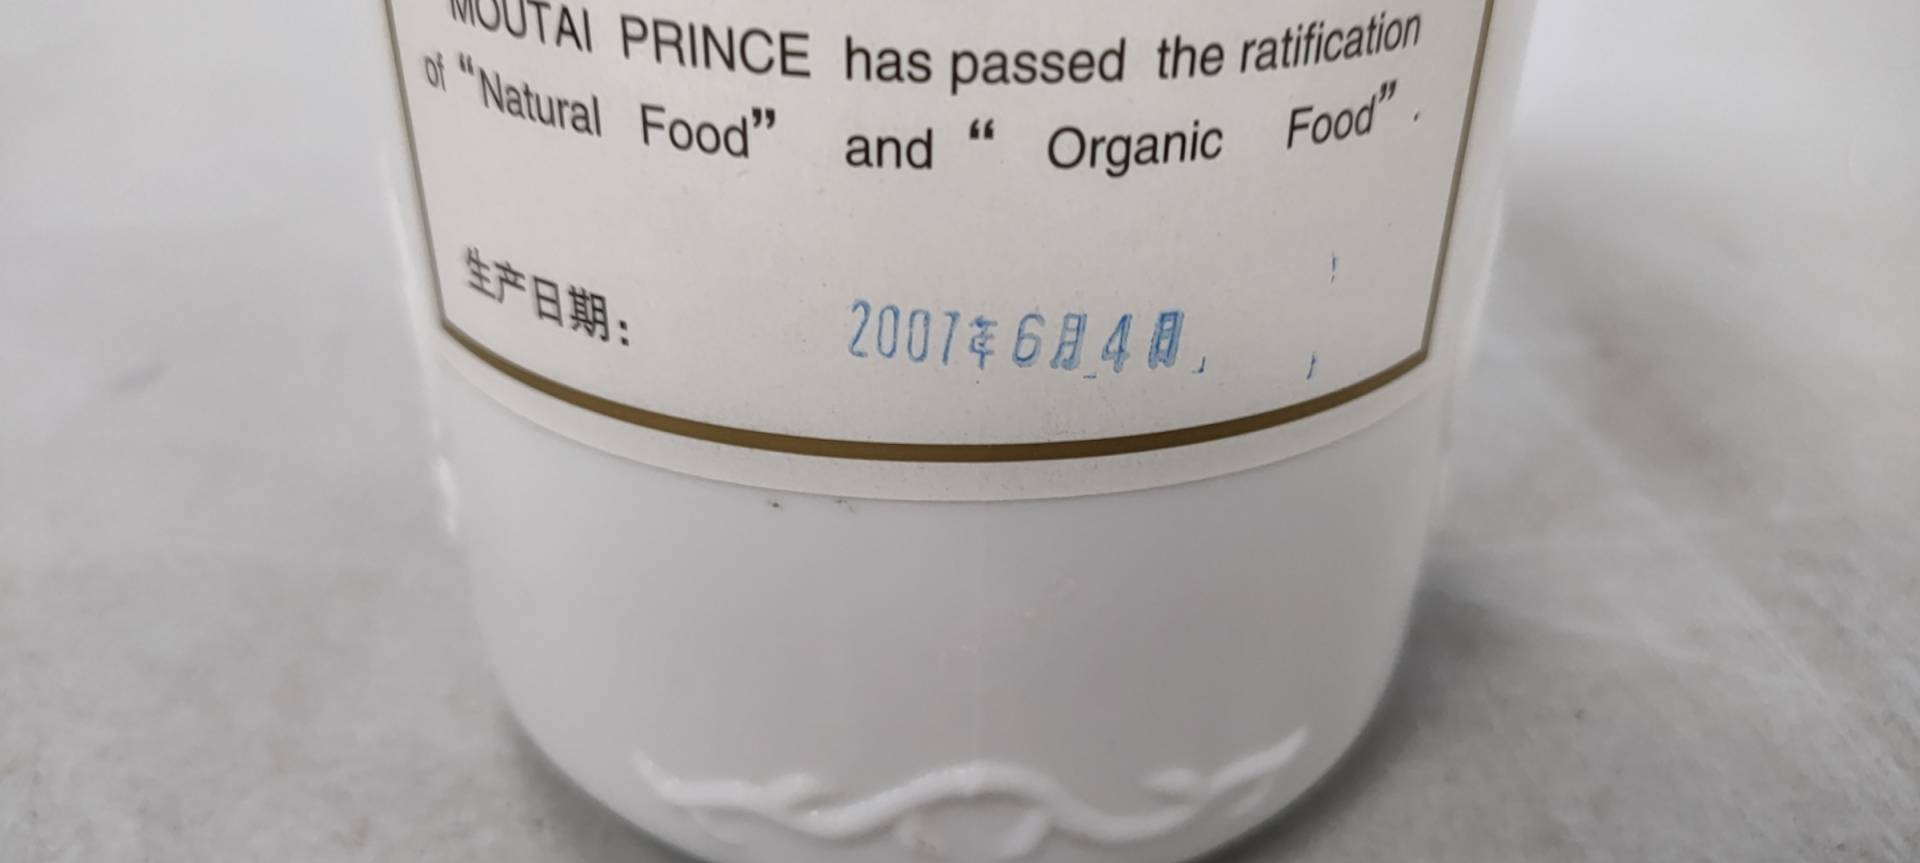 MOUTAI PRINCE has passed the ratification
of “Natural Food” and “ Organic Food” .
生产日期： 2007年6月4日